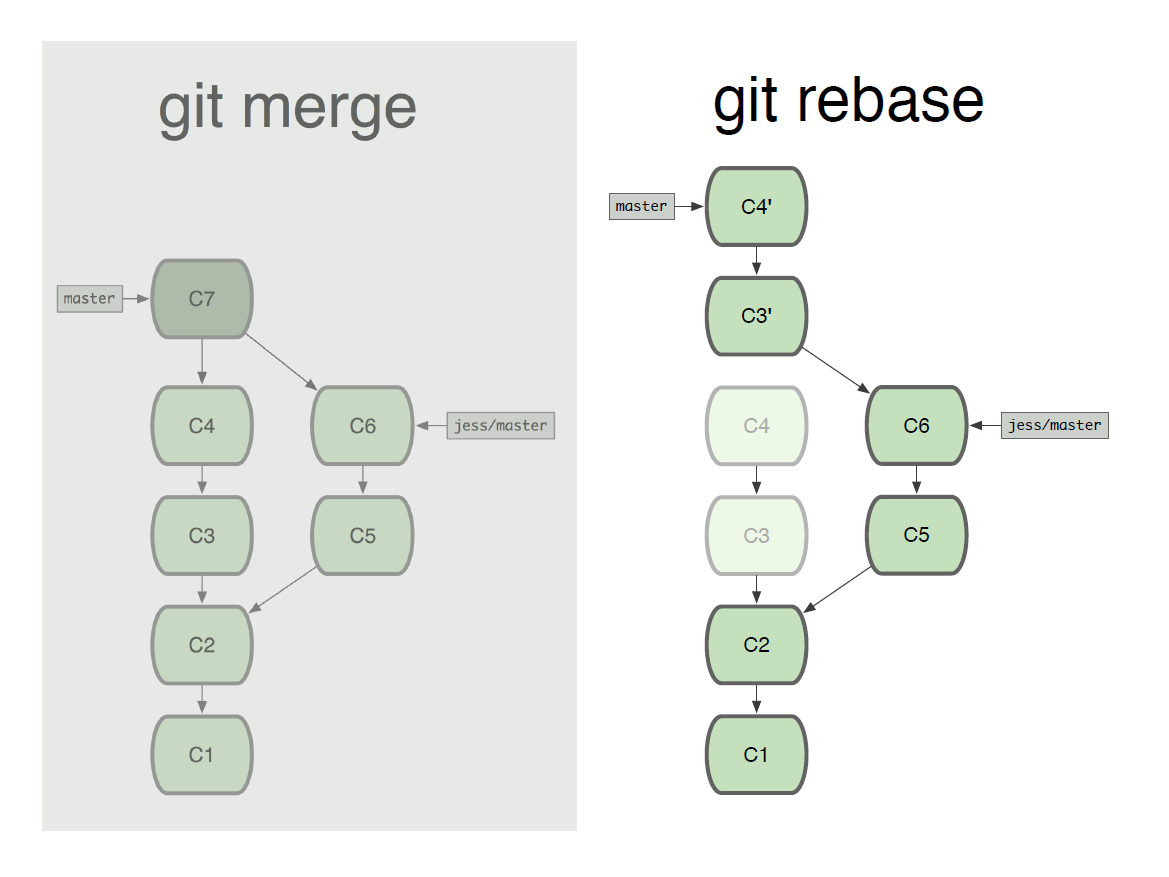 git merge
master
C7
C4
C6
jess/master
C3
C5
C2
C1
git rebase
master
C4'
C3'
C4
C6
jess/master
C3
C5
C2
C1